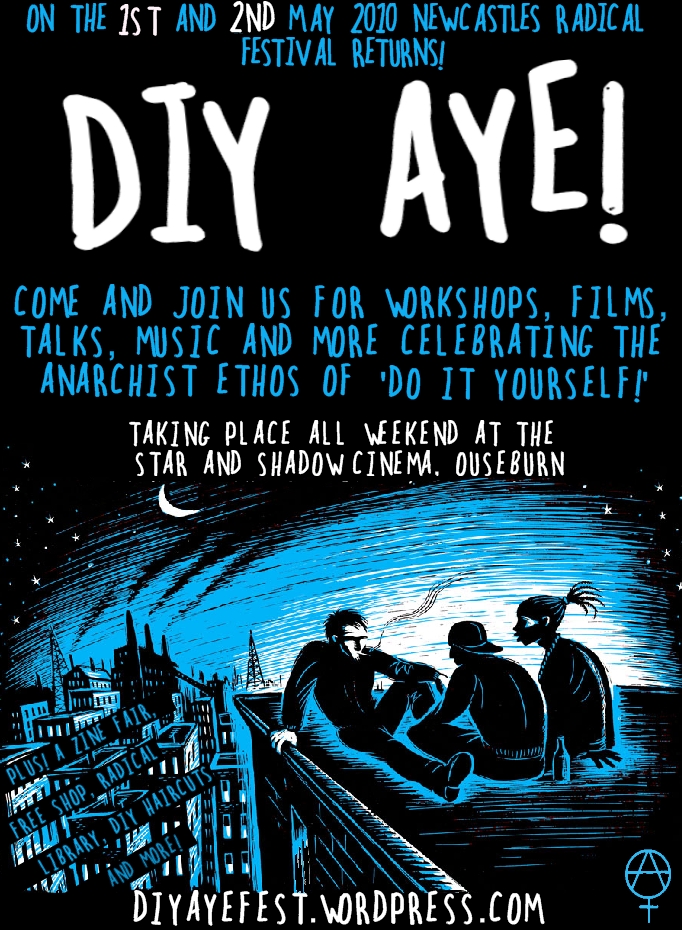 ON THE 1ST AND 2ND MAY 2010 NEWCASTLES RADICAL
FESTIVAL RETURNS!
DIY AYE!
COME AND JOIN US FOR WORKSHOPS, FILMS,
TALKS, MUSIC AND MORE CELEBRATING THE
ANARCHIST ETHOS OF 'DO IT YOURSELF!'
TAKING PLACE ALL WEEKEND AT THE
STAR AND SHADOW CINEMA. OUSEBURN
PLUS! A ZINE FAIR,
FREE SHOP, RADICAL
LIBRARY, DIY HAIRCUTS
AND MORE!
DIYAYEFEST.WORDPRESS.COM